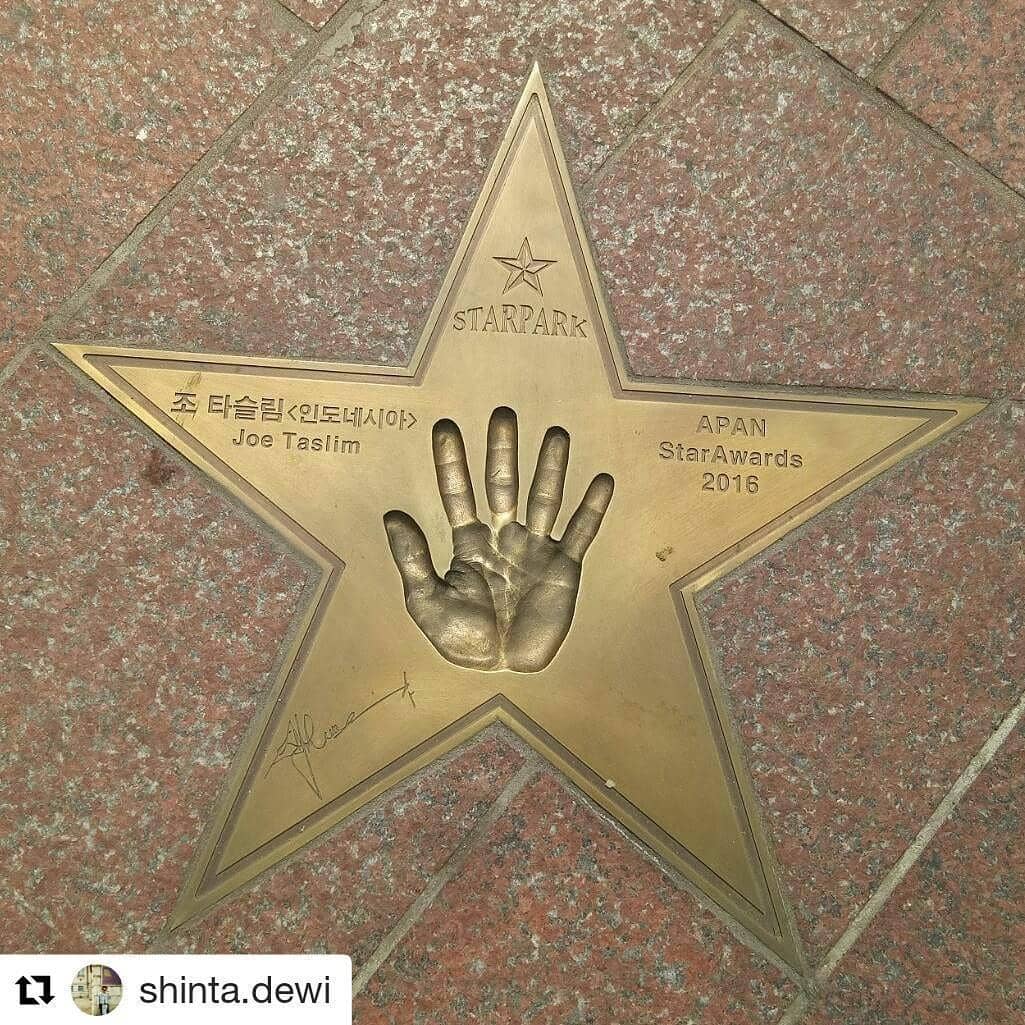 STARPARK
조 타슬림<인도네시아>
Joe Taslim
APAN
StarAwards
2016
shinta.dewi